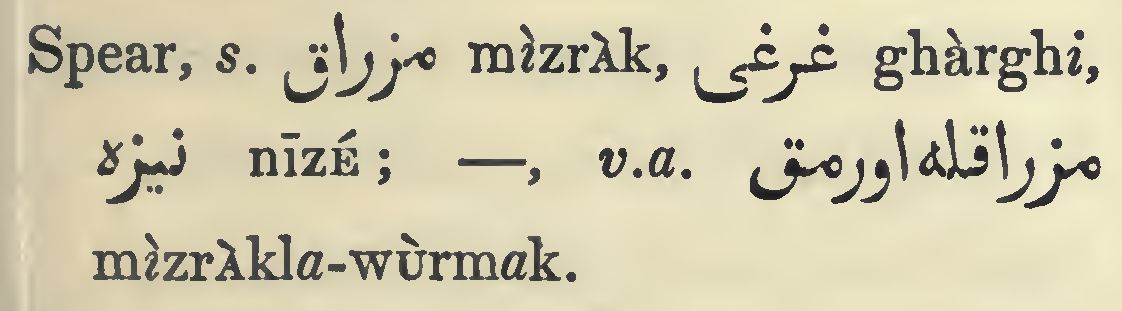 Spear, s. مزراق mìzrÀk, غرغی ghàrghi,
نیزه nīzÉ; —, v.a. مزراقله اورمق
mìzrÀkla-wÙrmak.